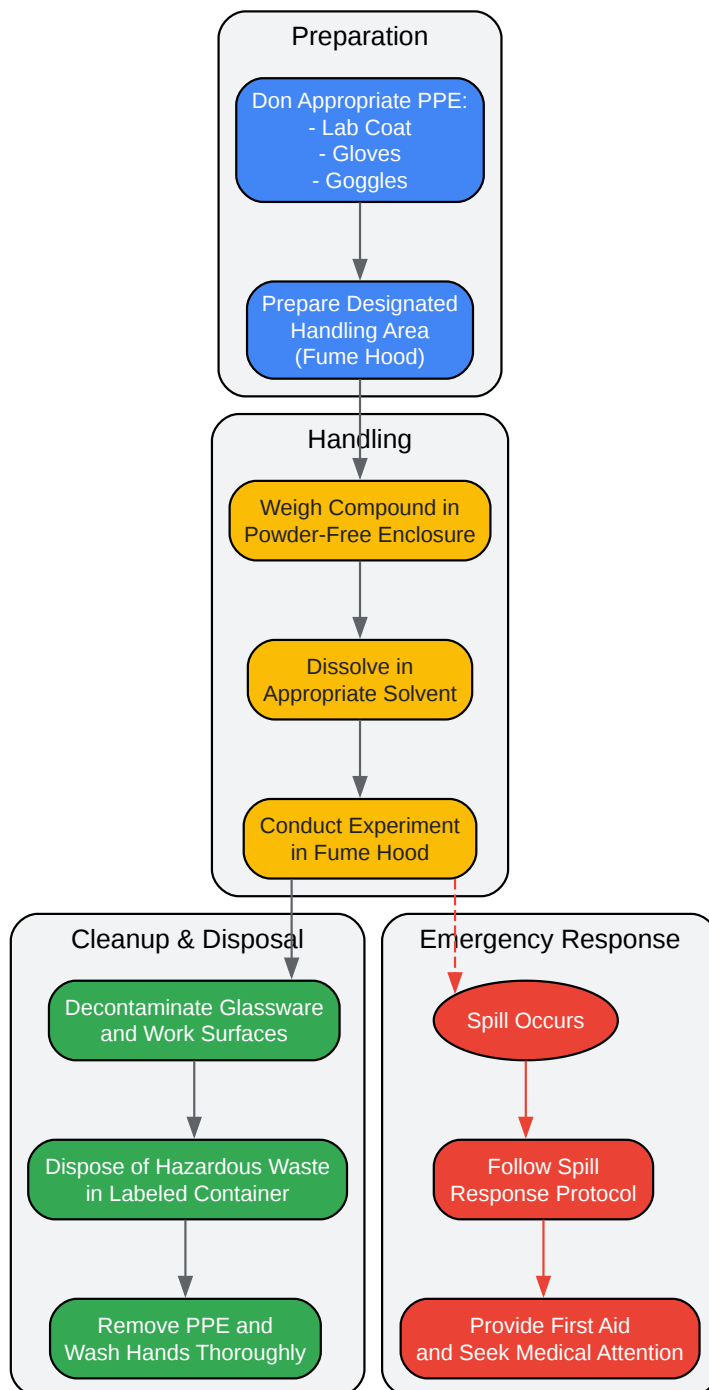 Preparation
Don Appropriate PPE:
- Lab Coat
- Gloves
- Goggles
Prepare Designated
Handling Area
(Fume Hood)
Handling
Weigh Compound in
Powder-Free Enclosure
Dissolve in
Appropriate Solvent
Conduct Experiment
in Fume Hood
Cleanup & Disposal
Decontaminate Glassware
and Work Surfaces
Dispose of Hazardous Waste
in Labeled Container
Remove PPE and
Wash Hands Thoroughly
Emergency Response
Spill Occurs
Follow Spill
Response Protocol
Provide First Aid
and Seek Medical Attention